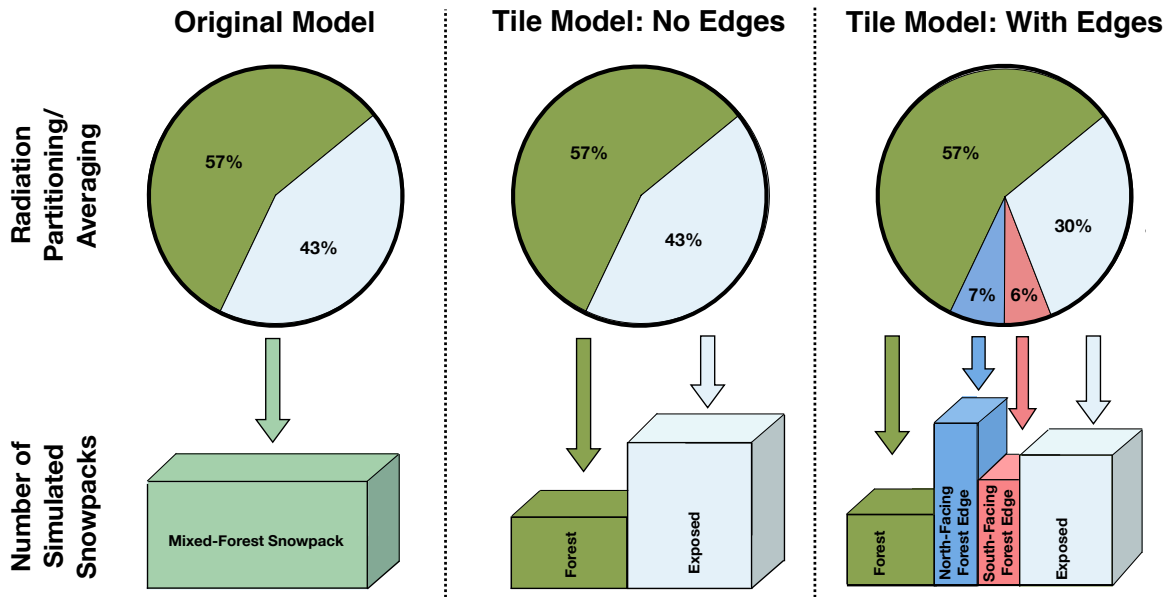 Original Model
Tile Model: No Edges
Tile Model: With Edges
Radiation
Partitioning/
Averaging
57%
43%
57%
43%
57%
30%
7%
6%
Number of
Simulated
Snowpacks
Mixed-Forest Snowpack
Forest
Exposed
Forest
North-Facing
Forest Edge
South-Facing
Forest Edge
Exposed